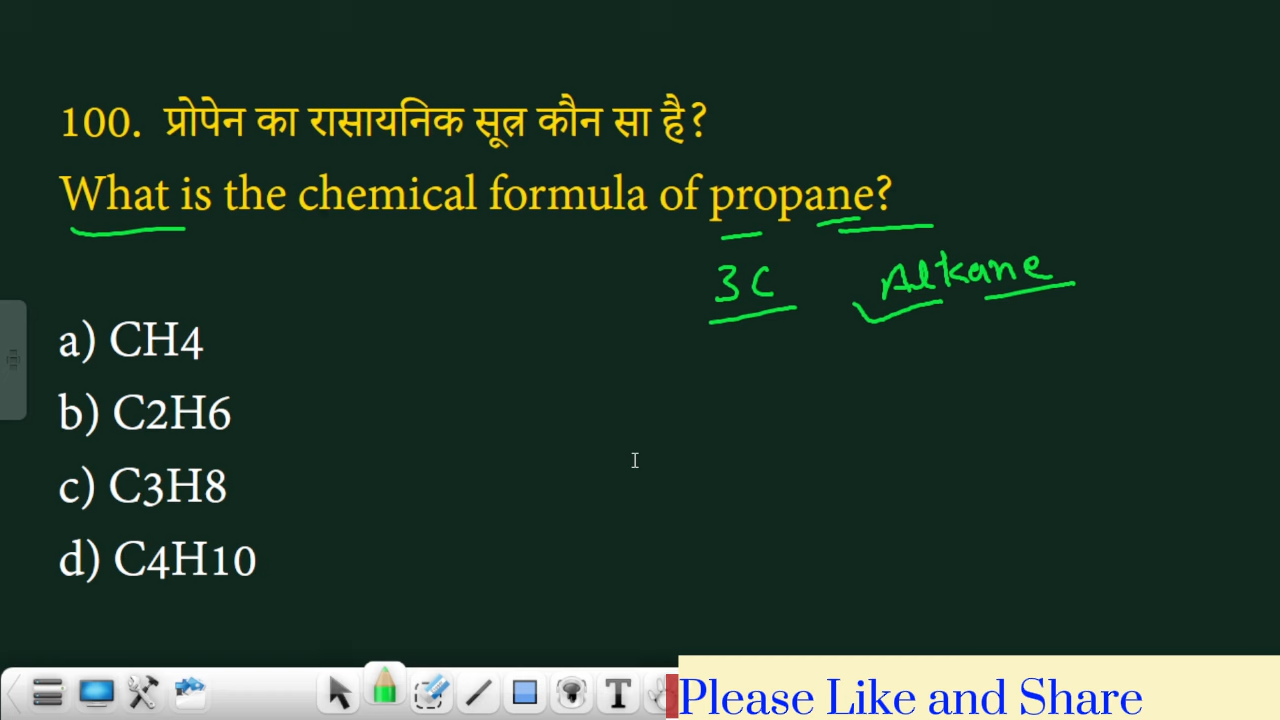 100. प्रोपेन का रासायनिक सूत्र कौन सा है?
What is the chemical formula of propane?
3C Alkane
a) CH4
b) C2H6
c) C3H8
d) C4H10
T
Please Like and Share